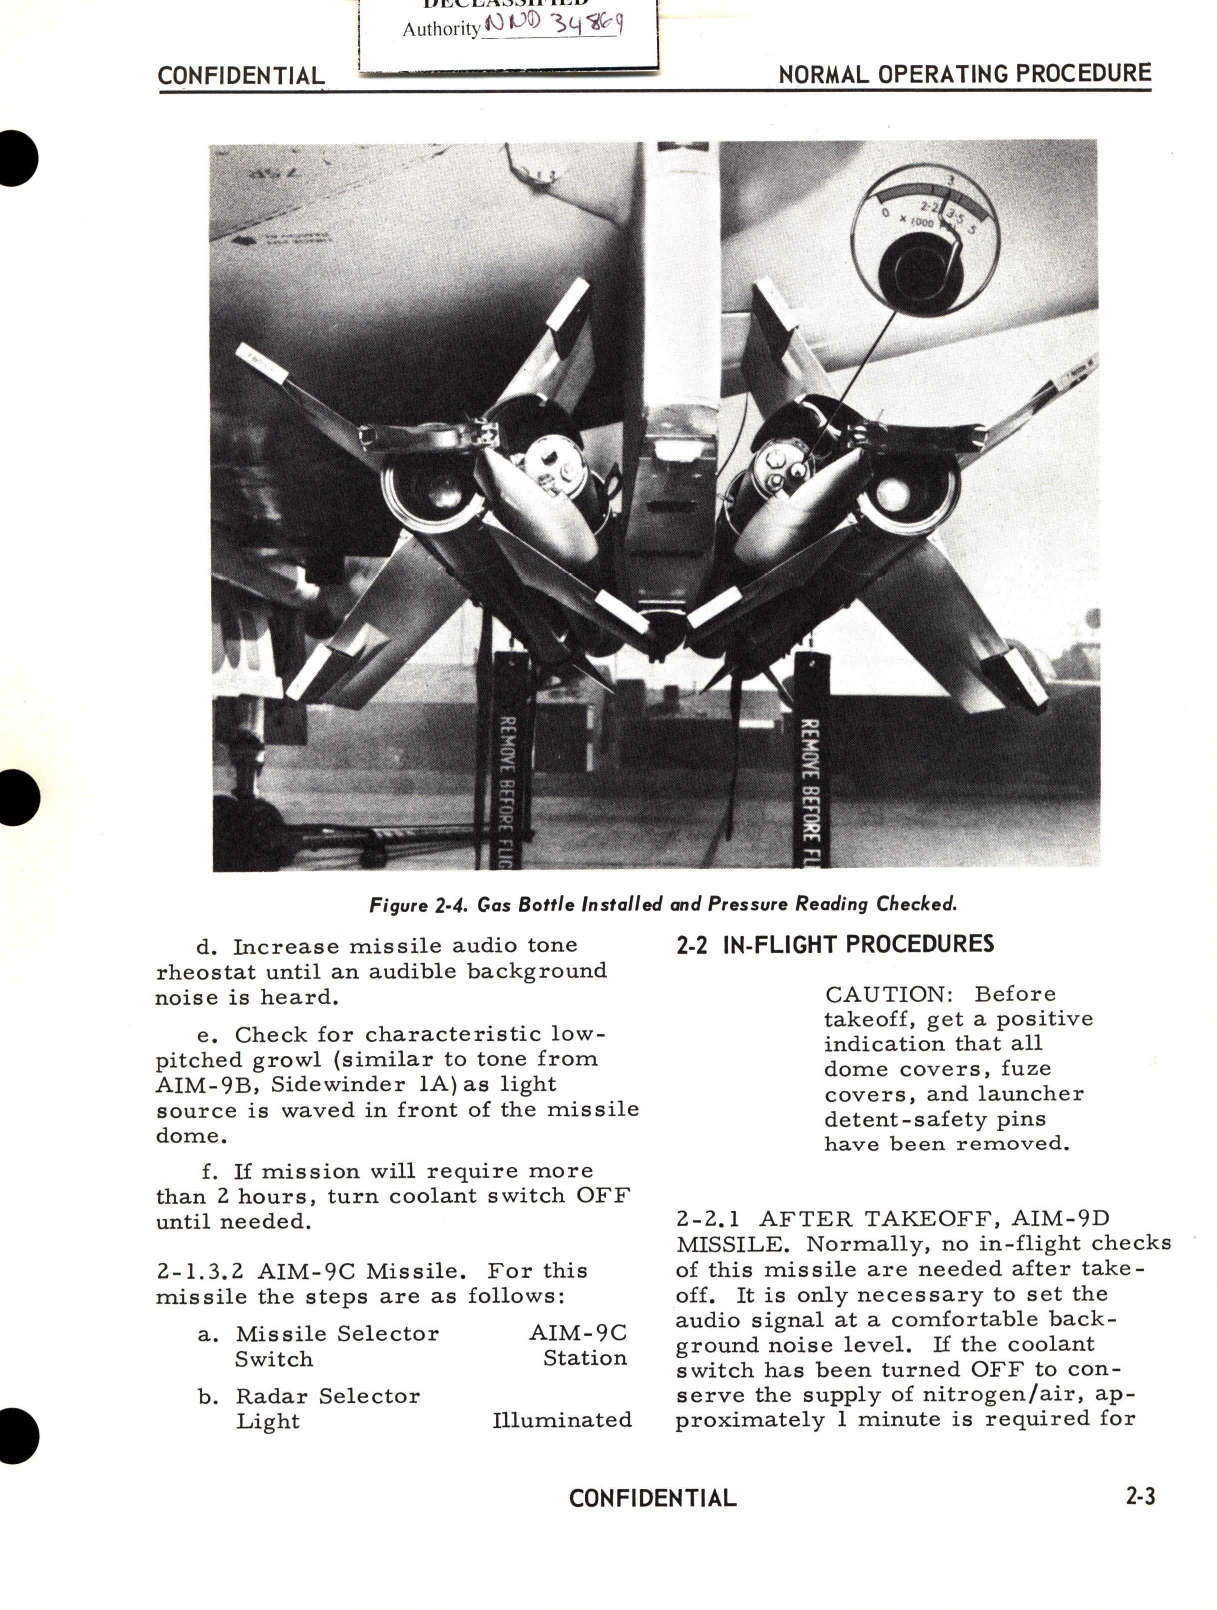 DECLASSIFIED
Authority NND 34869
CONFIDENTIAL
NORMAL OPERATING PROCEDURE
3
2-2 3-5
0 5
x 1000 PSI
REMOVE BEFORE FLIG
REMOVE BEFORE FL
Figure 2-4. Gas Bottle Installed and Pressure Reading Checked.
d. Increase missile audio tone
rheostat until an audible background
noise is heard.
e. Check for characteristic low-
pitched growl (similar to tone from
AIM-9B, Sidewinder 1A) as light
source is waved in front of the missile
dome.
f. If mission will require more
than 2 hours, turn coolant switch OFF
until needed.
2-1.3.2 AIM-9C Missile. For this
missile the steps are as follows:
a. Missile Selector AIM-9C
Switch Station
b. Radar Selector
Light Illuminated
2-2 IN-FLIGHT PROCEDURES
CAUTION: Before
takeoff, get a positive
indication that all
dome covers, fuze
covers, and launcher
detent-safety pins
have been removed.
2-2.1 AFTER TAKEOFF, AIM-9D
MISSILE. Normally, no in-flight checks
of this missile are needed after take-
off. It is only necessary to set the
audio signal at a comfortable back-
ground noise level. If the coolant
switch has been turned OFF to con-
serve the supply of nitrogen/air, ap-
proximately 1 minute is required for
CONFIDENTIAL
2-3